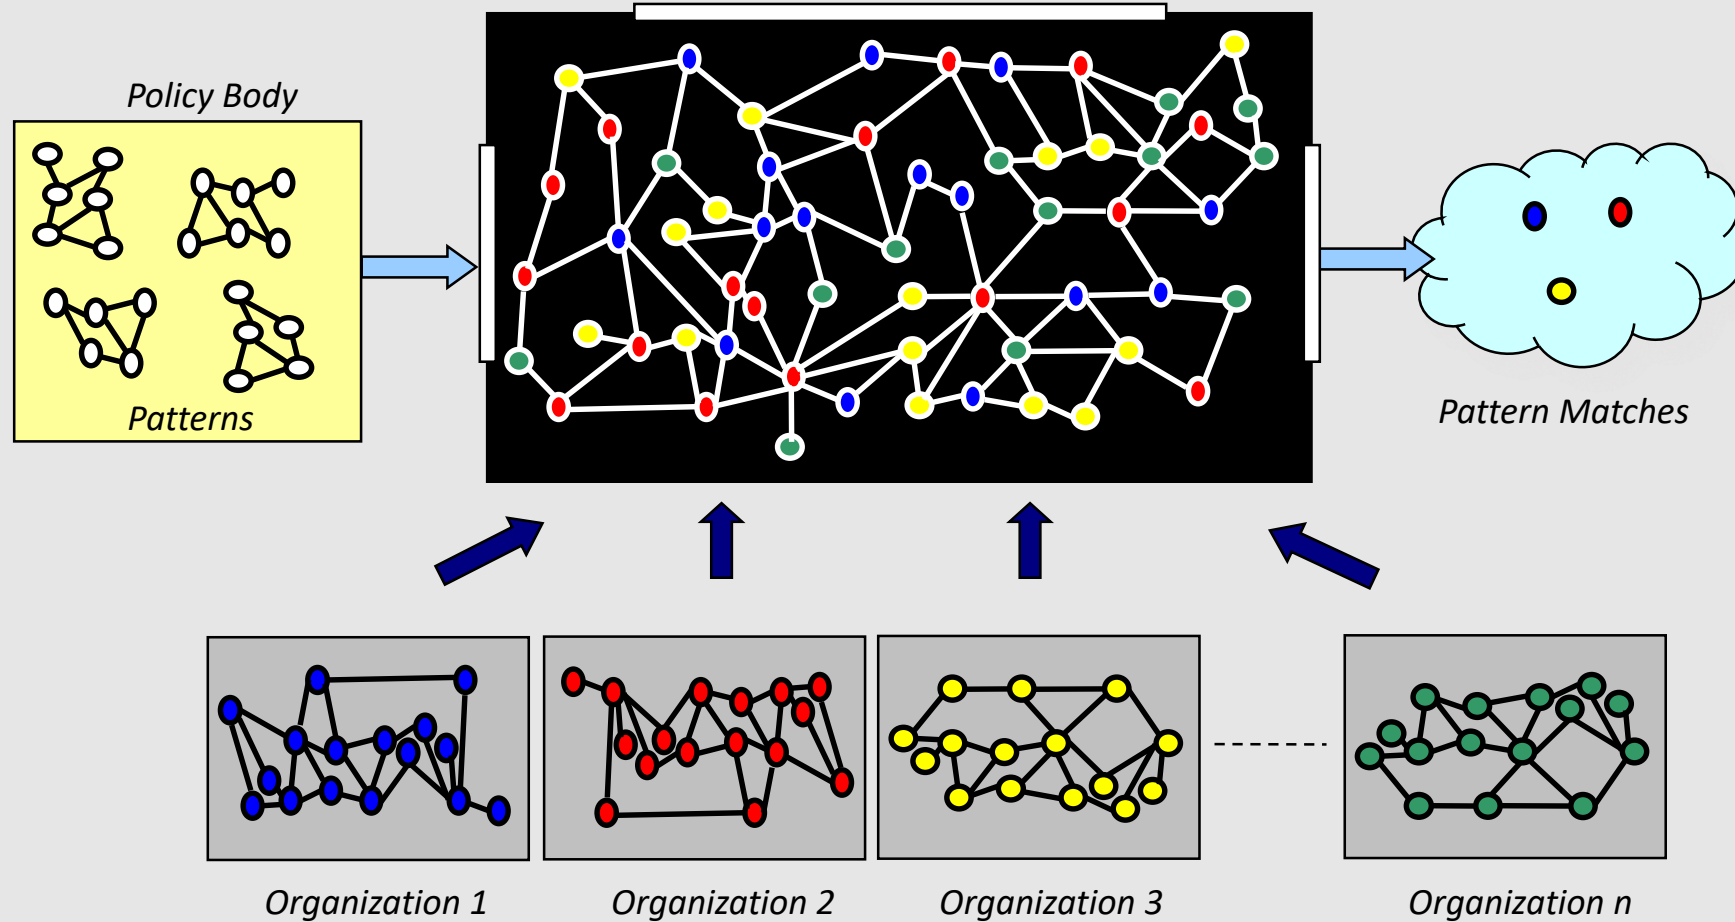 Policy Body
Patterns
Pattern Matches
Organization 1
Organization 2
Organization 3
Organization n